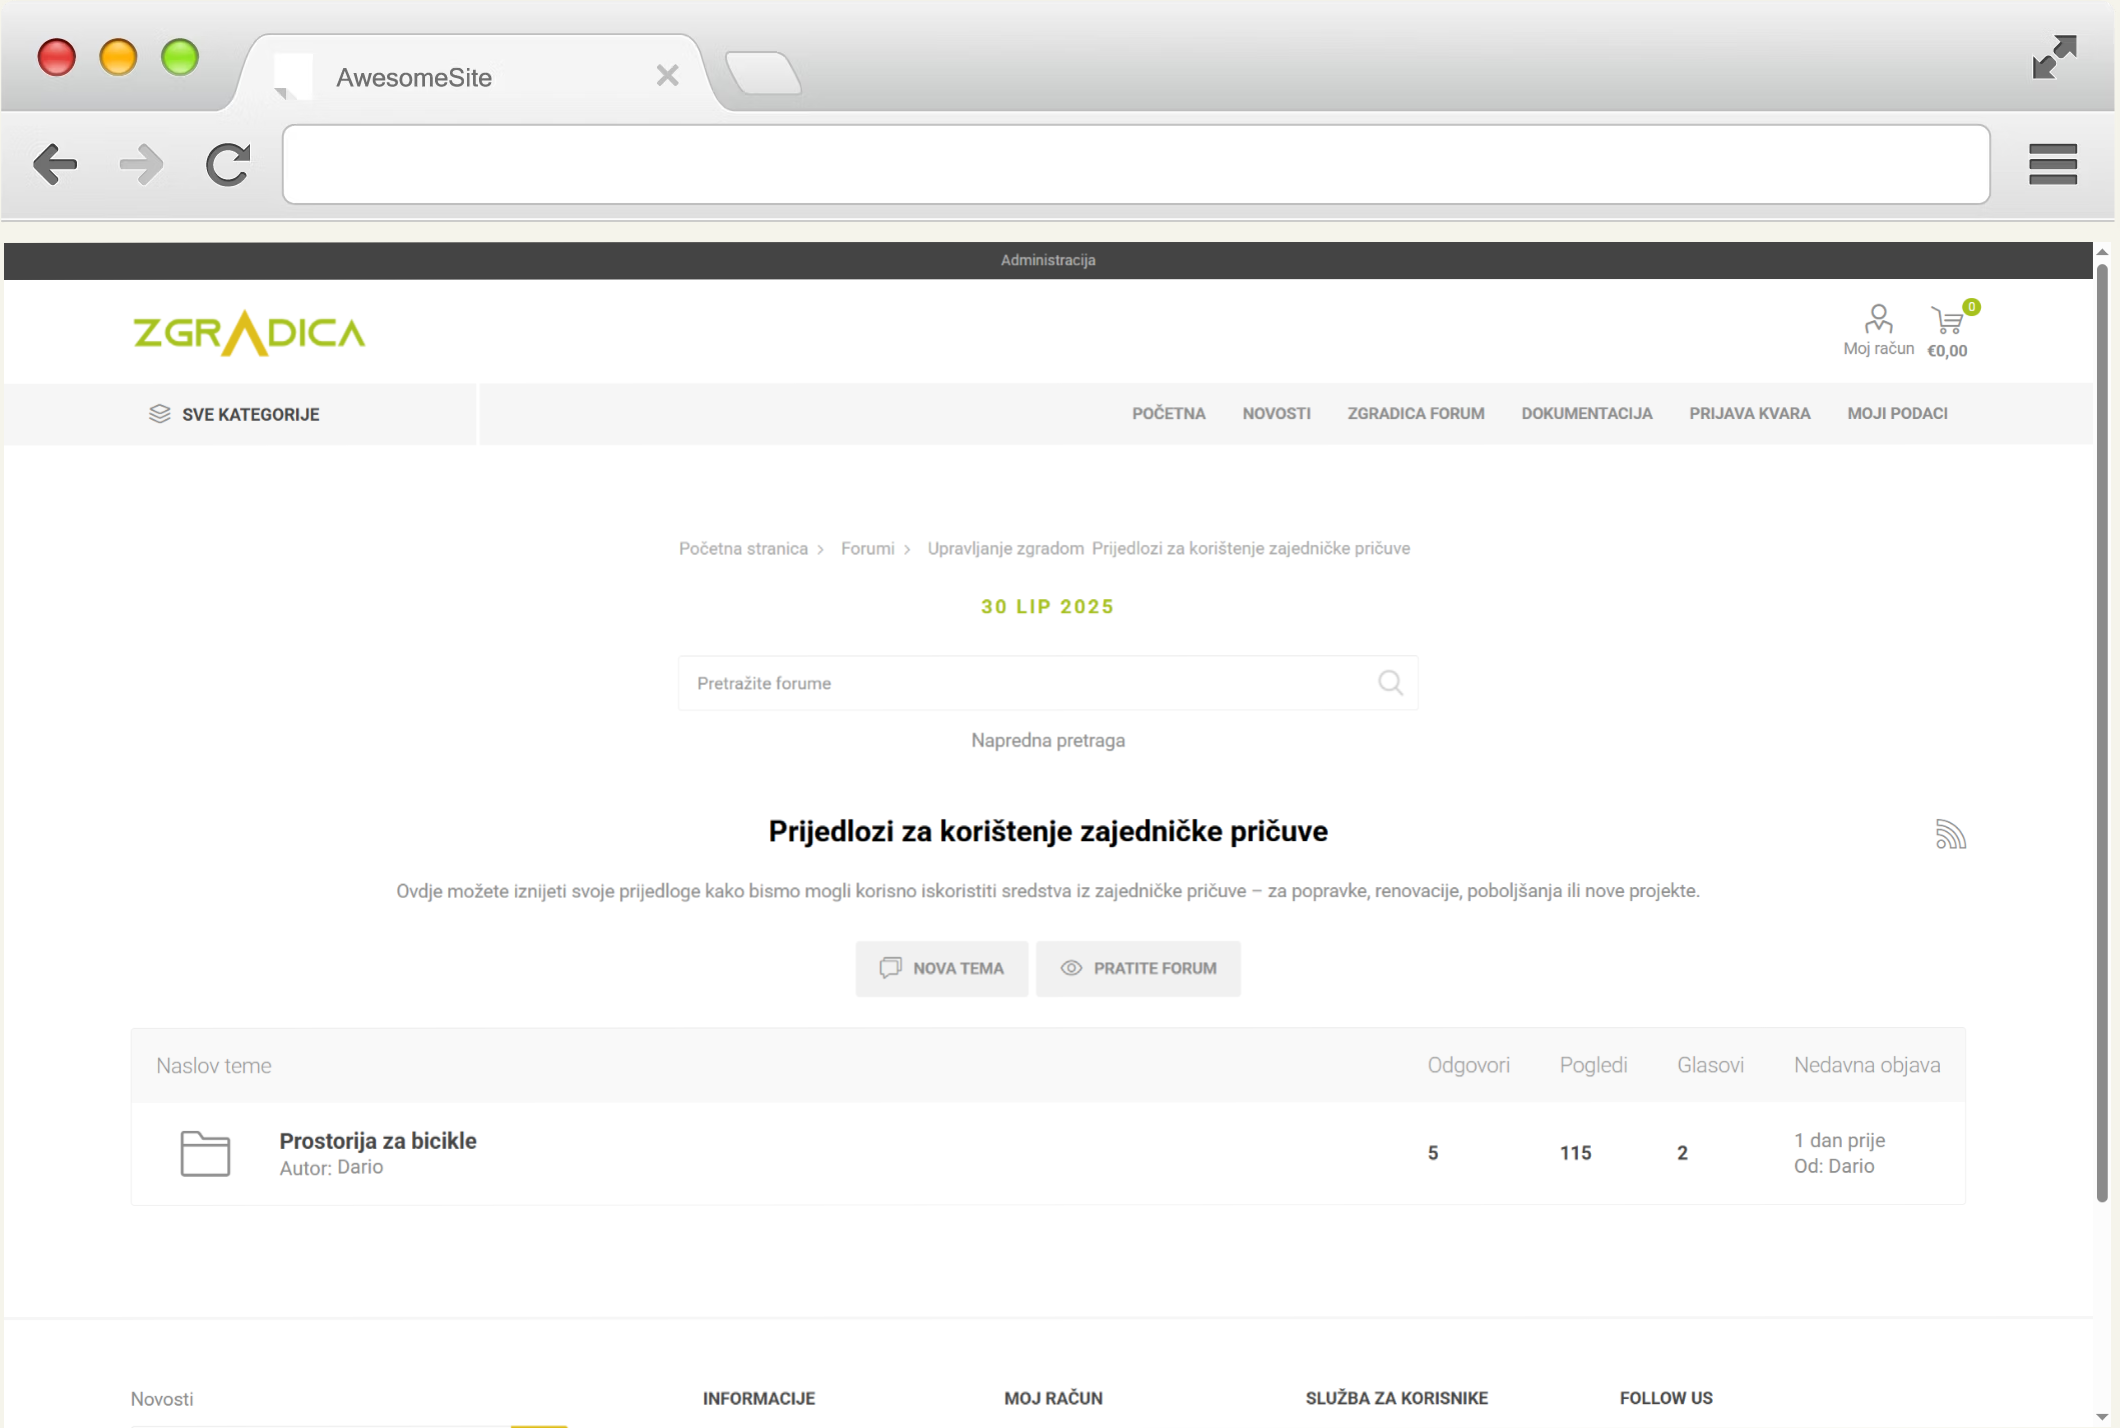 AwesomeSite
Administracija
ZGRADICA
0
Moj račun €0,00
SVE KATEGORIJE
POČETNA NOVOSTI ZGRADICA FORUM DOKUMENTACIJA PRIJAVA KVARA MOJI PODACI
Početna stranica > Forumi > Upravljanje zgradom Prijedlozi za korištenje zajedničke pričuve
30 LIP 2025
Pretražite forume
Napredna pretraga
Prijedlozi za korištenje zajedničke pričuve
Ovdje možete iznijeti svoje prijedloge kako bismo mogli korisno iskoristiti sredstva iz zajedničke pričuve – za popravke, renovacije, poboljšanja ili nove projekte.
NOVA TEMA PRATITE FORUM
Naslov teme Odgovori Pogledi Glasovi Nedavna objava
Prostorija za bicikle 5 115 2 1 dan prije
Autor: Dario Od: Dario
Novosti INFORMACIJE MOJ RAČUN SLUŽBA ZA KORISNIKE FOLLOW US